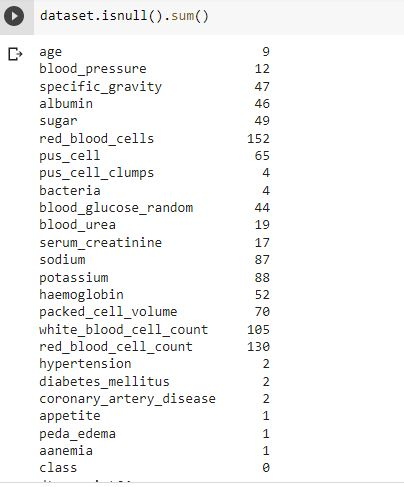 dataset.isnull().sum()
age 9
blood_pressure 12
specific_gravity 47
albumin 46
sugar 49
red_blood_cells 152
pus_cell 65
pus_cell_clumps 4
bacteria 4
blood_glucose_random 44
blood_urea 19
serum_creatinine 17
sodium 87
potassium 88
haemoglobin 52
packed_cell_volume 70
white_blood_cell_count 105
red_blood_cell_count 130
hypertension 2
diabetes_mellitus 2
coronary_artery_disease 2
appetite 1
peda_edema 1
aanemia 1
class 0